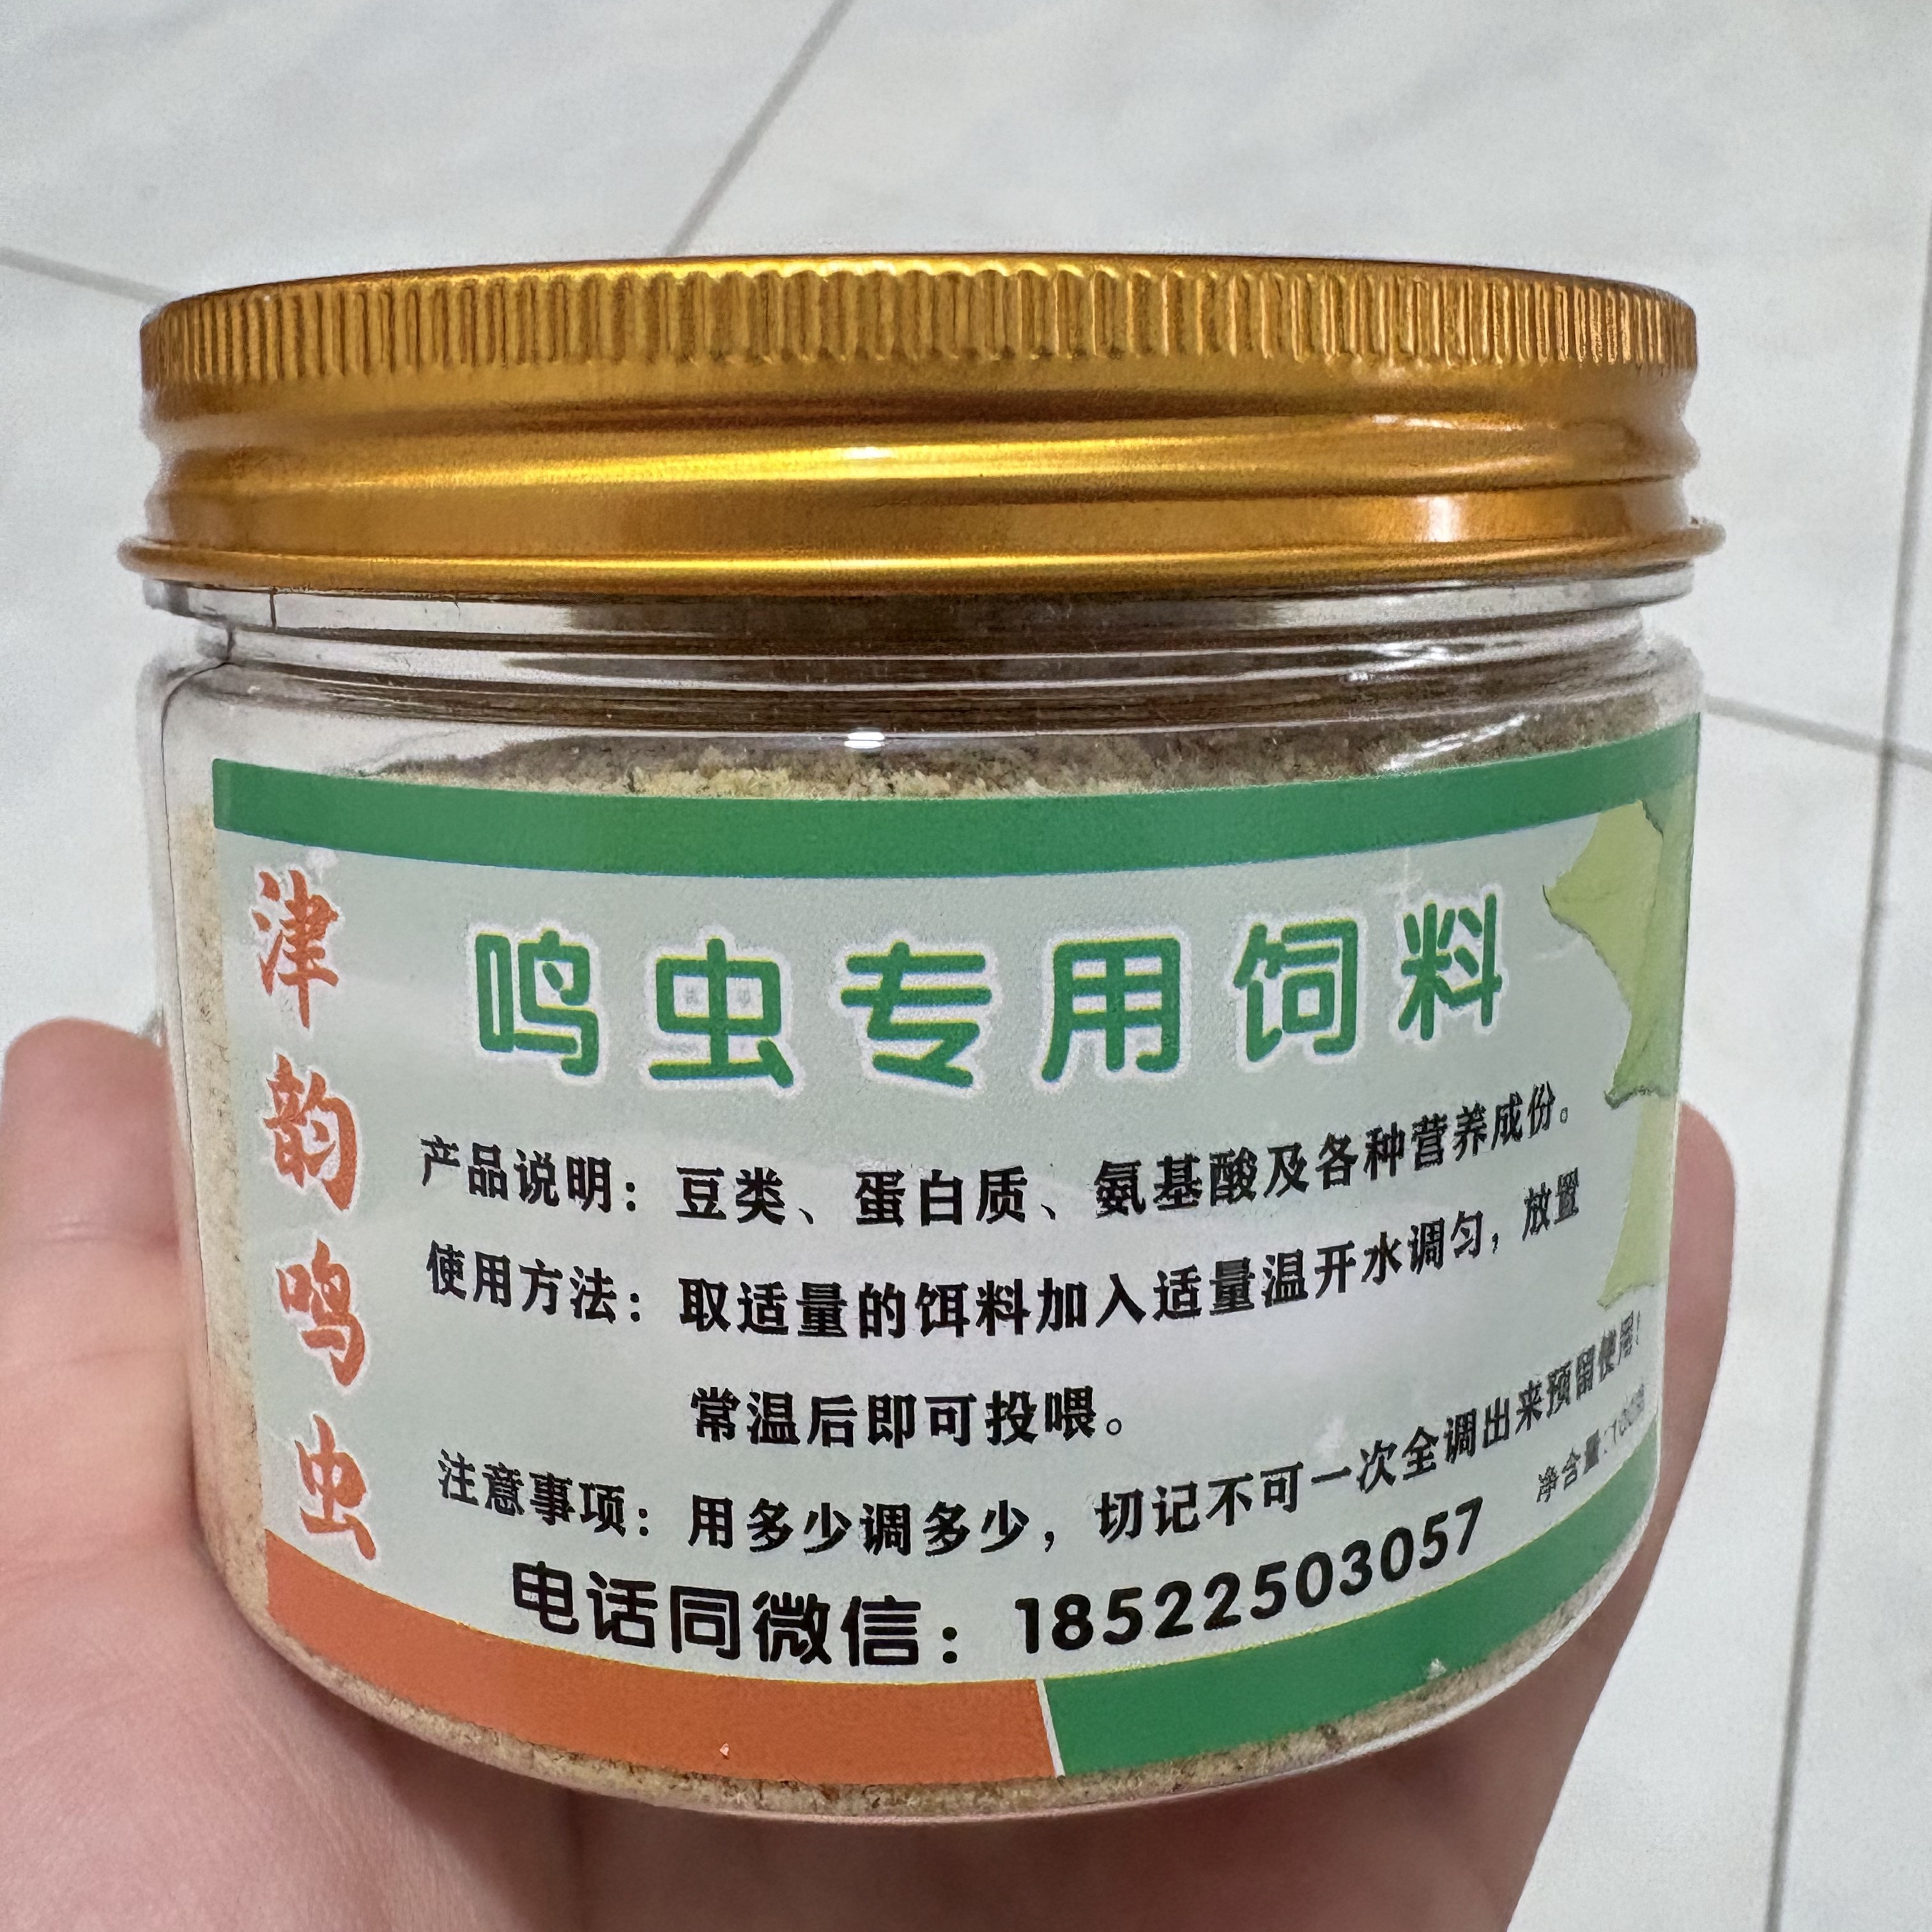 津韵鸣虫
鸣虫专用饲料
产品说明：豆类、蛋白质、氨基酸及各种营养成份。
使用方法：取适量的饵料加入适量温开水调匀，放置
常温后即可投喂。
注意事项：用多少调多少，切记不可一次全调出来预留使用！
净含量：
电话同微信：18522503057